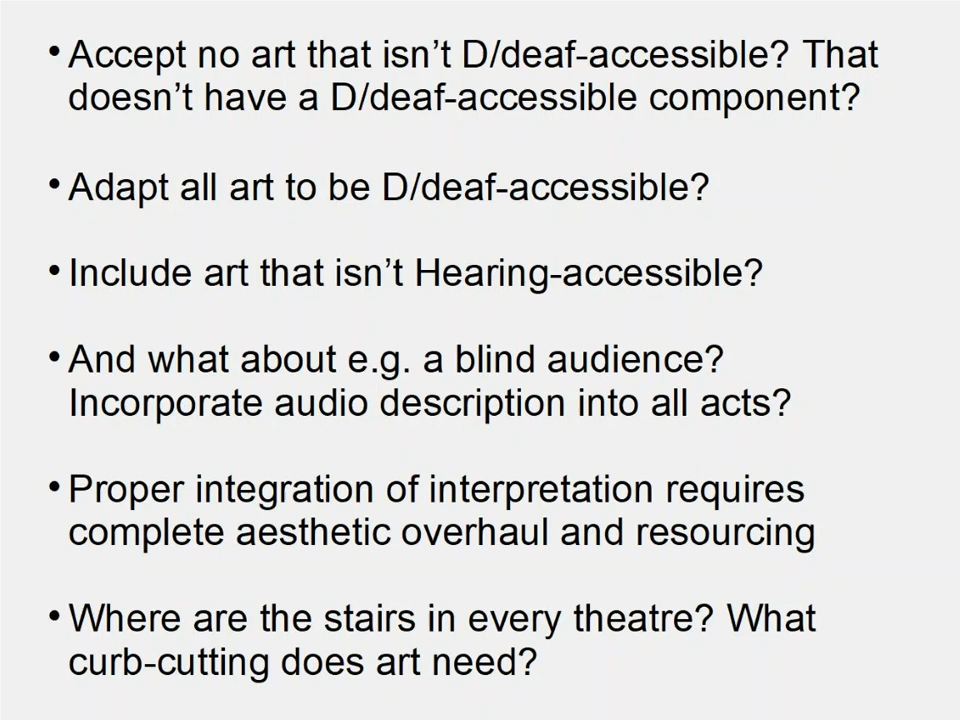 • Accept no art that isn’t D/deaf-accessible? That
doesn’t have a D/deaf-accessible component?
• Adapt all art to be D/deaf-accessible?
• Include art that isn’t Hearing-accessible?
• And what about e.g. a blind audience?
Incorporate audio description into all acts?
• Proper integration of interpretation requires
complete aesthetic overhaul and resourcing
• Where are the stairs in every theatre? What
curb-cutting does art need?